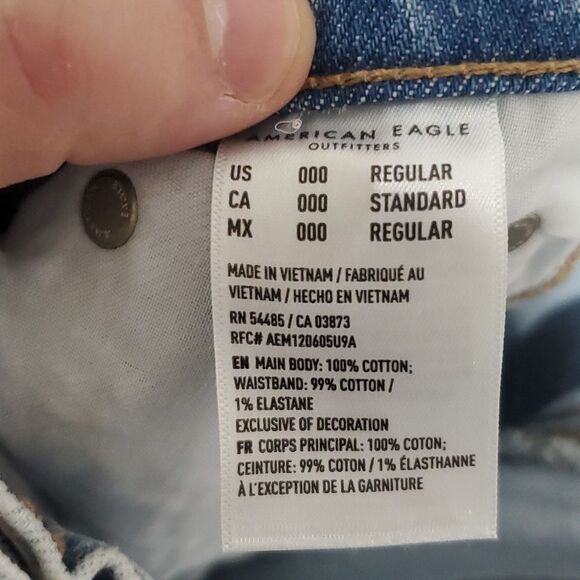 AMERICAN EAGLE
OUTFITTERS
US 000 REGULAR
CA 000 STANDARD
MX 000 REGULAR
MADE IN VIETNAM / FABRIQUÉ AU
VIETNAM / HECHO EN VIETNAM
RN 54485 / CA 03873
RFC# AEM120605U9A
EN MAIN BODY: 100% COTTON;
WAISTBAND: 99% COTTON /
1% ELASTANE
EXCLUSIVE OF DECORATION
FR CORPS PRINCIPAL: 100% COTON;
CEINTURE: 99% COTON / 1% ÉLASTHANNE
À L'EXCEPTION DE LA GARNITURE